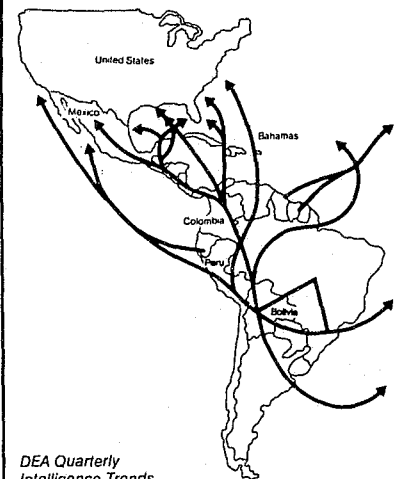 United States
Mexico
Bahamas
Colombia
Peru
Bolivia
DEA Quarterly
Intelligence Trends